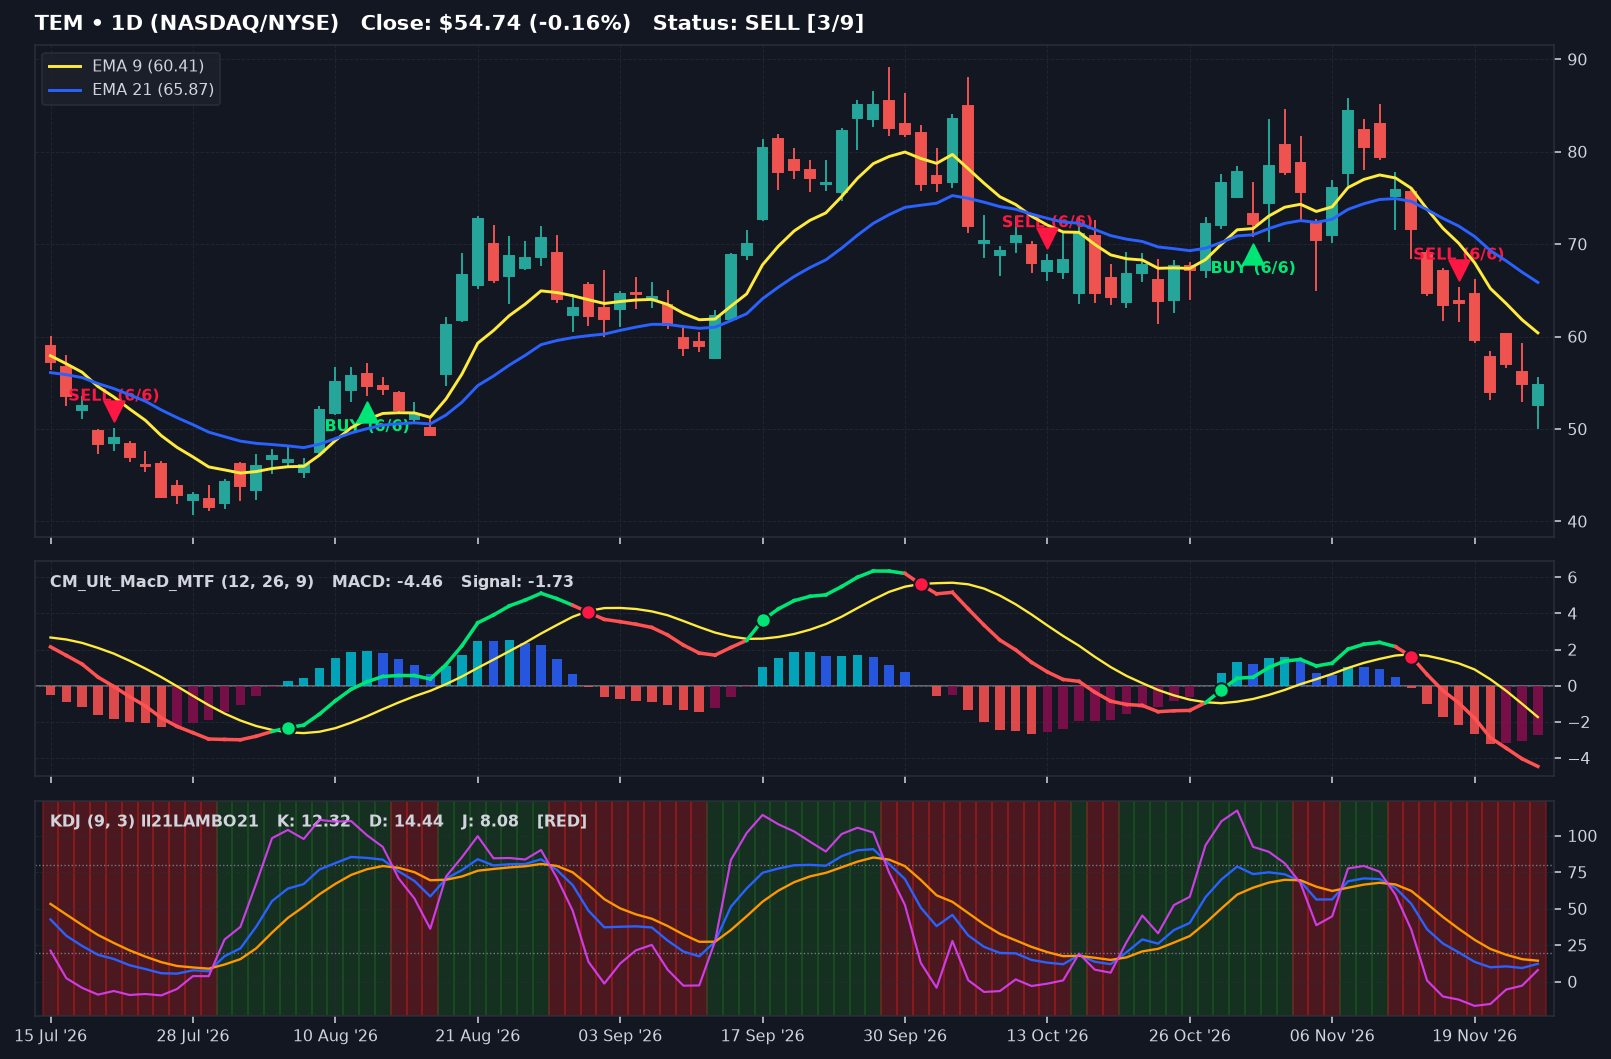 TEM • 1D (NASDAQ/NYSE)   Close: $54.74 (-0.16%)   Status: SELL [3/9]
EMA 9 (60.41)
EMA 21 (65.87)
90
80
70
60
50
40
SELL (6/6)
BUY (6/6)
SELL (6/6)
BUY (6/6)
SELL (6/6)
CM_Ult_MacD_MTF (12, 26, 9)   MACD: -4.46   Signal: -1.73
6
4
2
0
−2
−4
KDJ (9, 3) II21LAMBO21   K: 12.32   D: 14.44   J: 8.08   [RED]
100
75
50
25
0
15 Jul '26
28 Jul '26
10 Aug '26
21 Aug '26
03 Sep '26
17 Sep '26
30 Sep '26
13 Oct '26
26 Oct '26
06 Nov '26
19 Nov '26